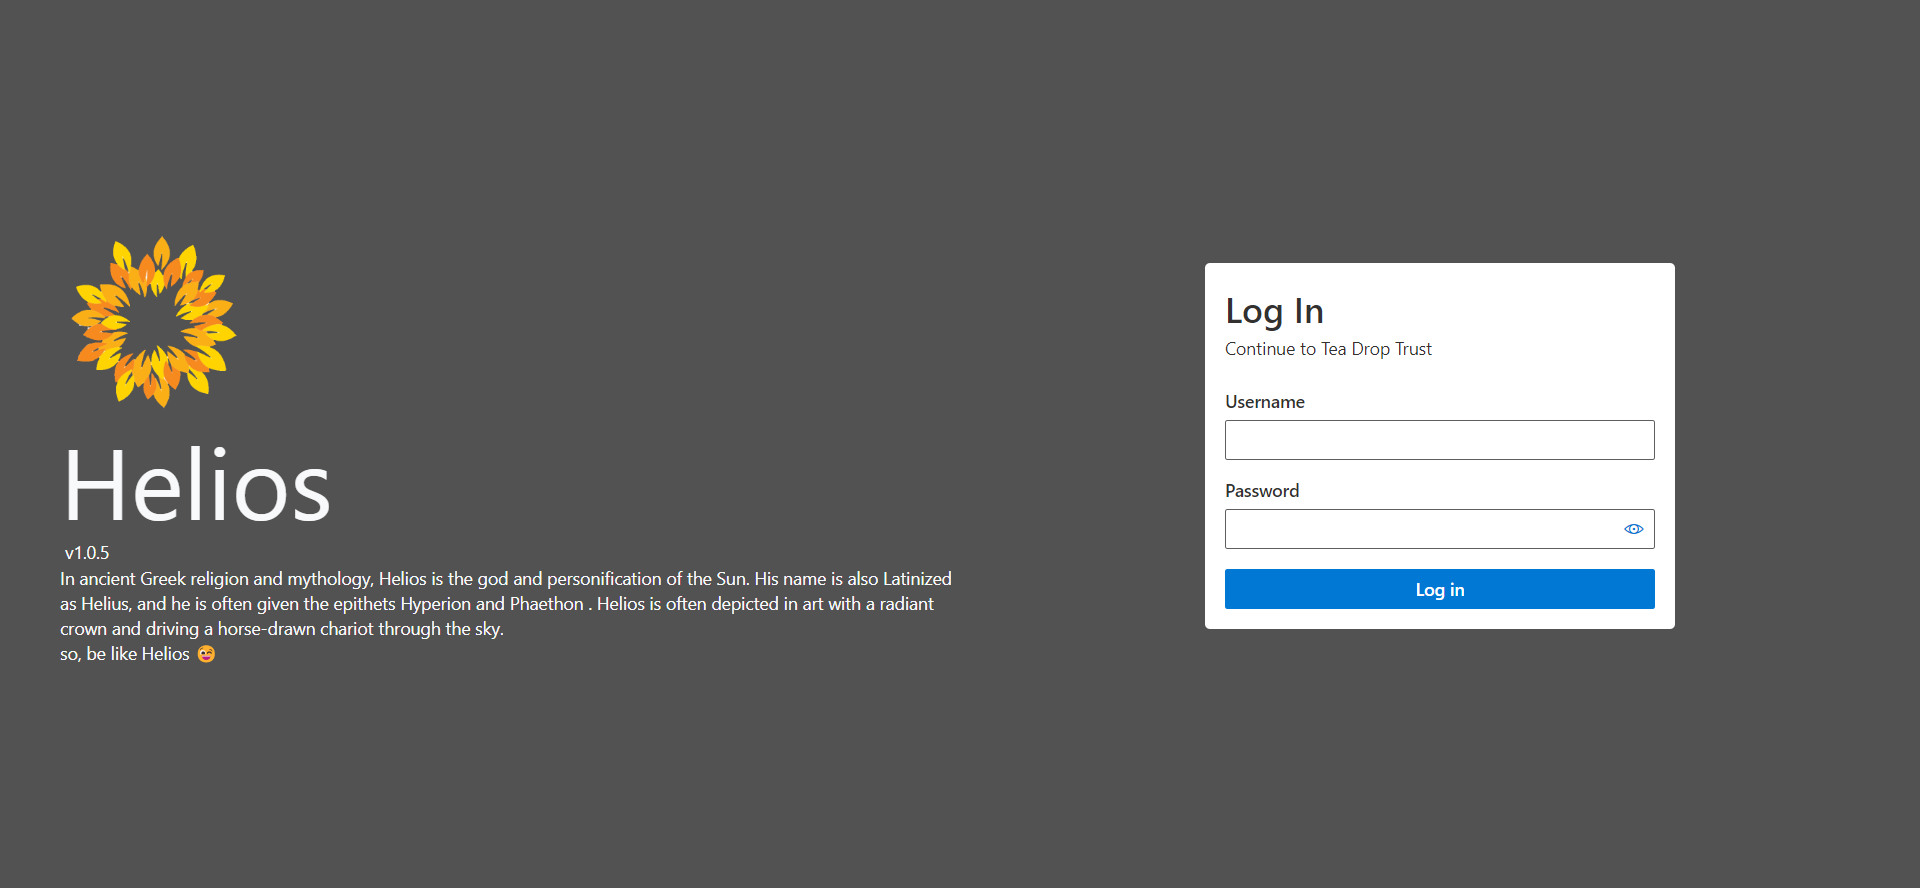 Helios
v1.0.5
In ancient Greek religion and mythology, Helios is the god and personification of the Sun. His name is also Latinized
as Helius, and he is often given the epithets Hyperion and Phaethon . Helios is often depicted in art with a radiant
crown and driving a horse-drawn chariot through the sky.
so, be like Helios 😜
Log In
Continue to Tea Drop Trust
Username
Password
Log in